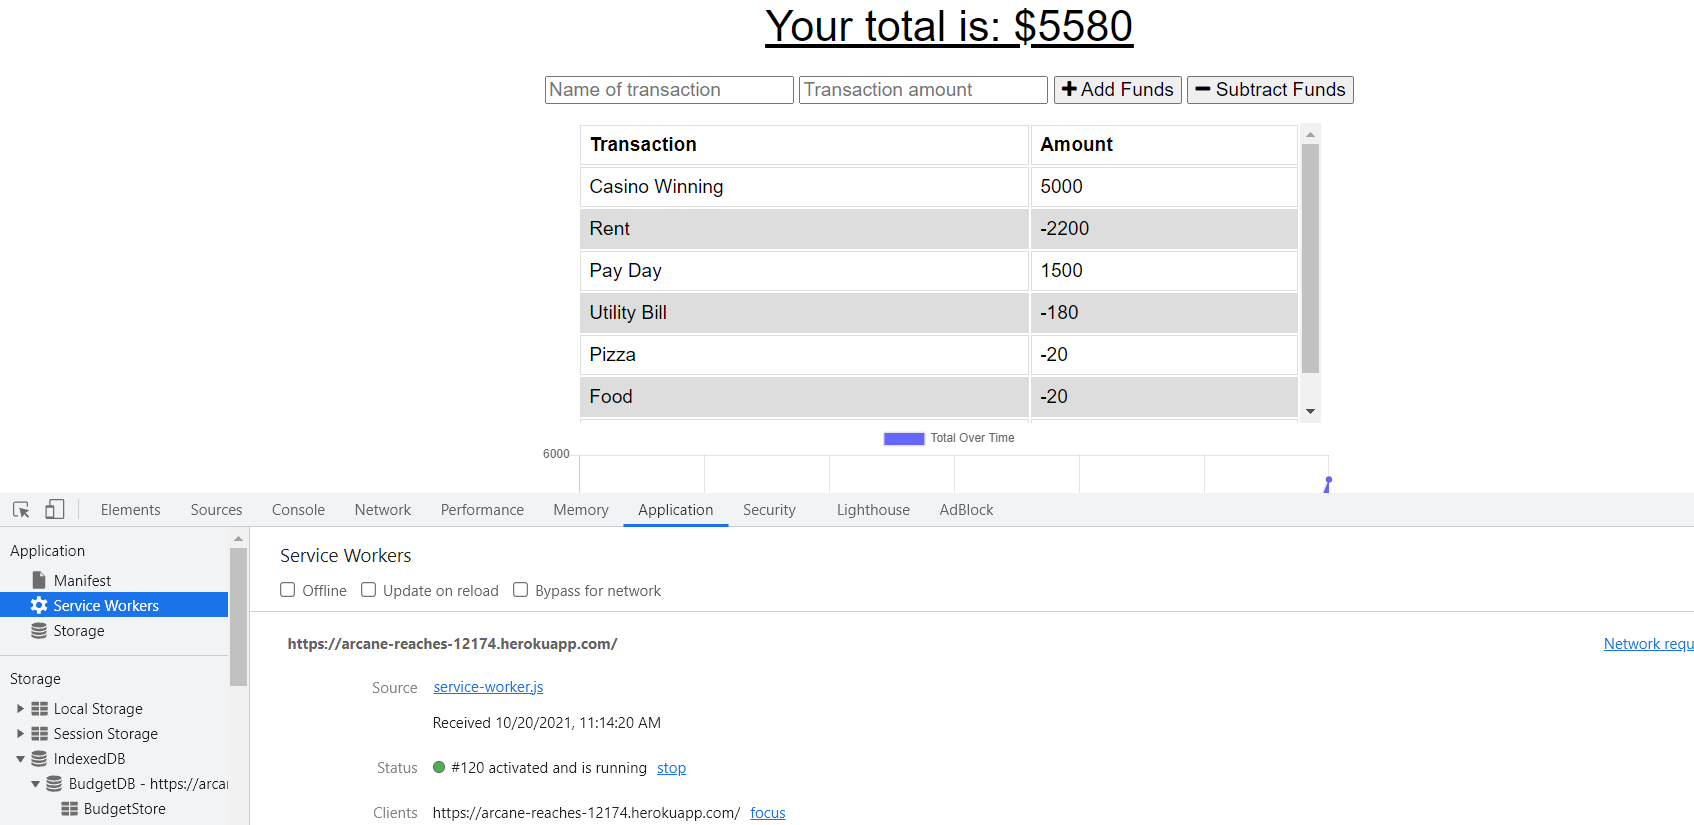 Your total is: $5580
Name of transaction Transaction amount Add Funds Subtract Funds
Transaction Amount
Casino Winning 5000
Rent -2200
Pay Day 1500
Utility Bill -180
Pizza -20
Food -20
Total Over Time
6000
Elements Sources Console Network Performance Memory Application Security Lighthouse AdBlock
Application
Manifest
Service Workers
Storage
Storage
Local Storage
Session Storage
IndexedDB
BudgetDB - https://arca
BudgetStore
Service Workers
Offline Update on reload Bypass for network
https://arcane-reaches-12174.herokuapp.com/ Network requ
Source service-worker.js
Received 10/20/2021, 11:14:20 AM
Status #120 activated and is running stop
Clients https://arcane-reaches-12174.herokuapp.com/ focus